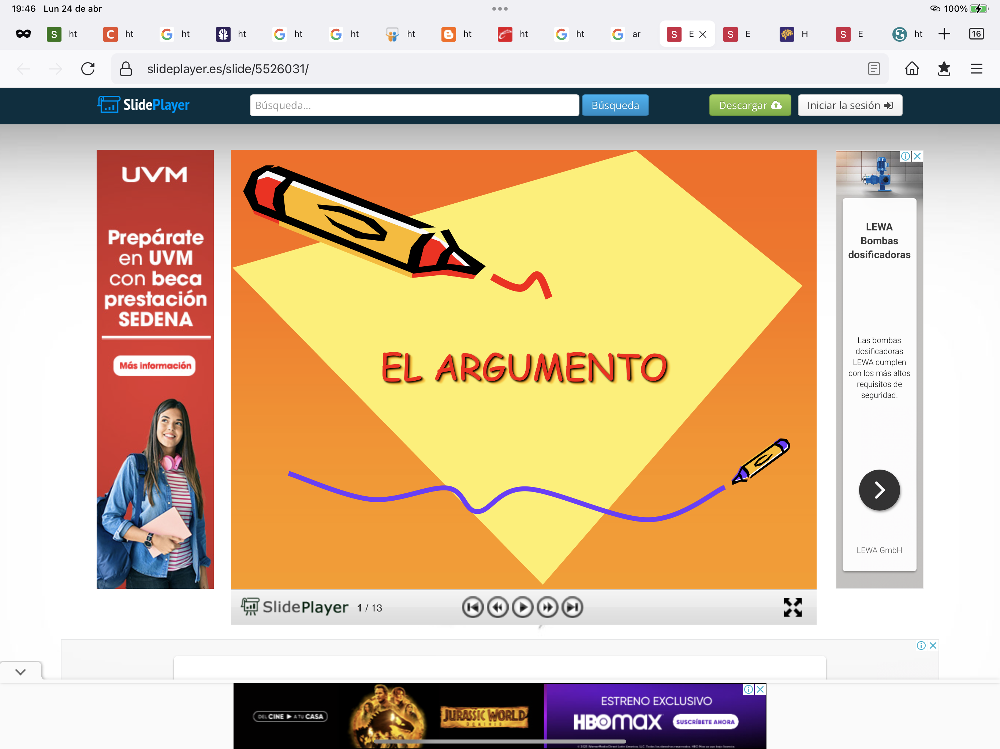 19:46 Lun 24 de abr
100%
S ht C ht G ht ht G ht G ht ht B ht ht G ht G ar S E S E H S E ht 16
slideplayer.es/slide/5526031/
SlidePlayer
Búsqueda...
Búsqueda
Descargar
Iniciar la sesión
UVM
Prepárate
en UVM
con beca
prestación
SEDENA
Más información
EL ARGUMENTO
LEWA
Bombas
dosificadoras
Las bombas
dosificadoras
LEWA cumplen
con los más altos
requisitos de
seguridad.
LEWA GmbH
SlidePlayer 1 / 13
DEL CINE A TU CASA
JURASSIC WORLD
DOMINIO
ESTRENO EXCLUSIVO
HBOMAX
SUSCRÍBETE AHORA